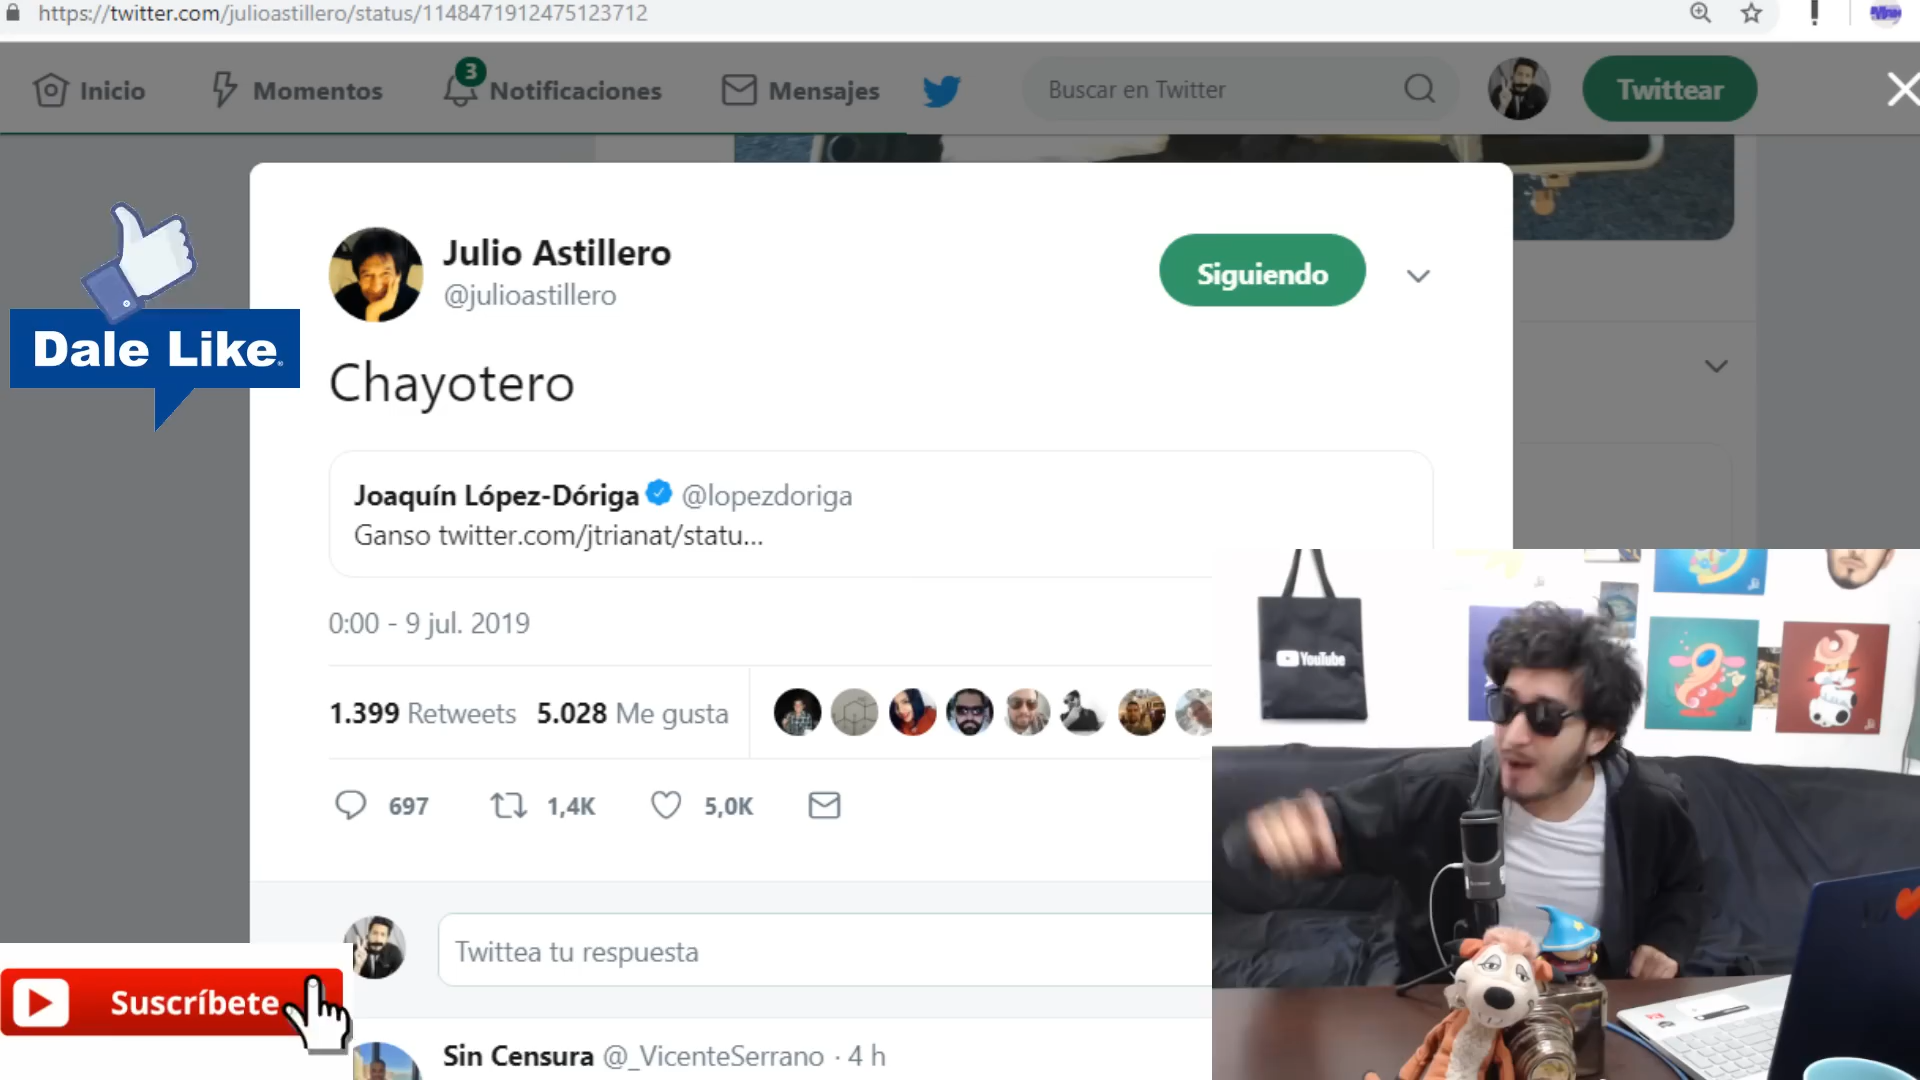 https://twitter.com/julioastillero/status/1148471912475123712
Inicio
Momentos
3
Notificaciones
Mensajes
Buscar en Twitter
Twittear
Julio Astillero
@julioastillero
Siguiendo
Dale Like
Chayotero
Joaquín López-Dóriga @lopezdoriga
Ganso twitter.com/jtrianat/statu...
0:00 - 9 jul. 2019
1.399 Retweets 5.028 Me gusta
697 1,4K 5,0K
YouTube
Twittea tu respuesta
Suscríbete
Sin Censura @_VicenteSerrano · 4 h